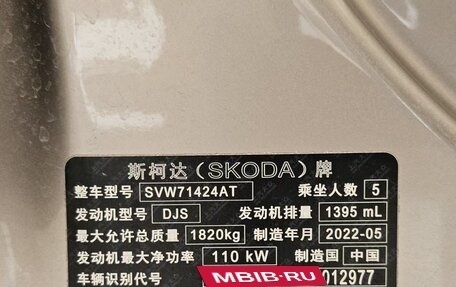 斯柯达(SKODA)牌
整车型号 SVW71424AT 乘坐人数 5
发动机型号 DJS 发动机排量 1395 mL
最大允许总质量 1820kg 制造年月 2022-05
发动机最大净功率 110 kW 制造国 中国
车辆识别代号 012977
MBIB.RU